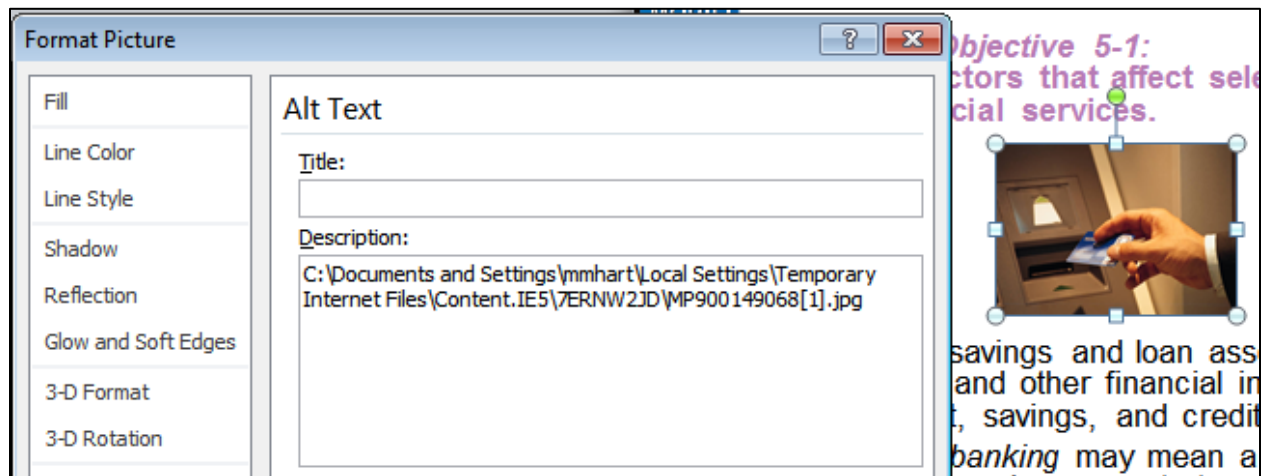 Format Picture
Fill
Line Color
Line Style
Shadow
Reflection
Glow and Soft Edges
3-D Format
3-D Rotation
Alt Text
Title:
Description:
C:\Documents and Settings\mmhart\Local Settings\Temporary
Internet Files\Content.IE5\7ERNW2JD\MP900149068[1].jpg
Objective 5-1:
ctors that affect sele
cial services.
savings and loan ass
and other financial in
t, savings, and credit
banking may mean a